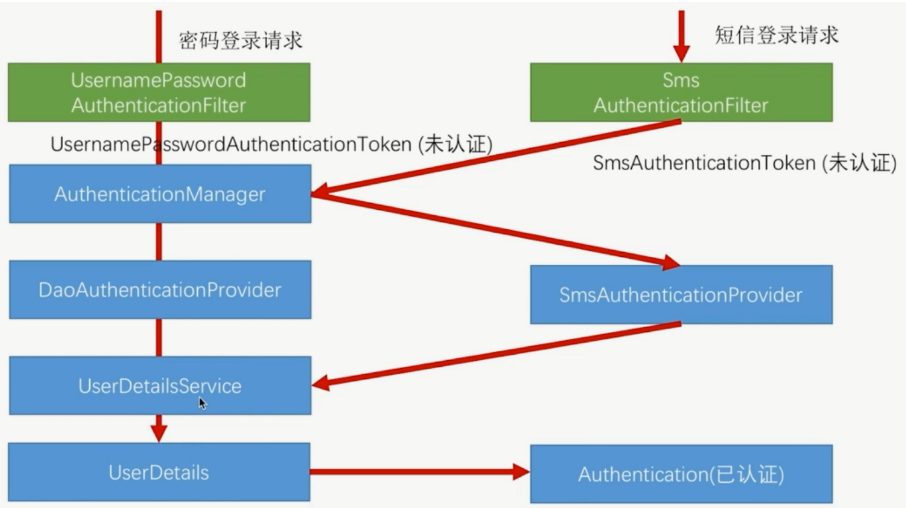 密码登录请求
短信登录请求
UsernamePassword
AuthenticationFilter
Sms
AuthenticationFilter
UsernamePasswordAuthenticationToken (未认证)
SmsAuthenticationToken (未认证)
AuthenticationManager
DaoAuthenticationProvider
SmsAuthenticationProvider
UserDetailsService
UserDetails
Authentication(已认证)